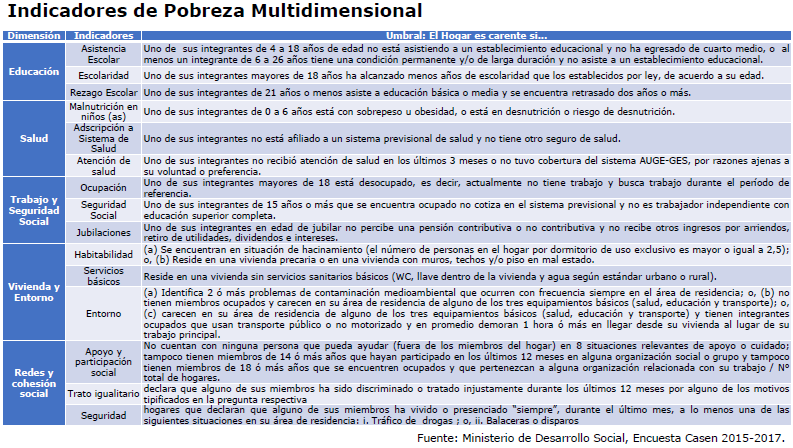 Indicadores de Pobreza Multidimensional
Dimensión Indicadores Umbral: El Hogar es carente si...
Educación
Asistencia
Escolar
Uno de sus integrantes de 4 a 18 años de edad no está asistiendo a un establecimiento educacional y no ha egresado de cuarto medio, o al
menos un integrante de 6 a 26 años tiene una condición permanente y/o de larga duración y no asiste a un establecimiento educacional.
Escolaridad
Uno de sus integrantes mayores de 18 años ha alcanzado menos años de escolaridad que los establecidos por ley, de acuerdo a su edad.
Rezago Escolar
Uno de sus integrantes de 21 años o menos asiste a educación básica o media y se encuentra retrasado dos años o más.
Salud
Malnutrición en
niños (as)
Uno de sus integrantes de 0 a 6 años está con sobrepeso u obesidad, o está en desnutrición o riesgo de desnutrición.
Adscripción a
Sistema de
Salud
Uno de sus integrantes no está afiliado a un sistema previsional de salud y no tiene otro seguro de salud.
Atención de
salud
Uno de sus integrantes no recibió atención de salud en los últimos 3 meses o no tuvo cobertura del sistema AUGE-GES, por razones ajenas a
su voluntad o preferencia.
Trabajo y
Seguridad
Social
Ocupación
Uno de sus integrantes mayores de 18 está desocupado, es decir, actualmente no tiene trabajo y busca trabajo durante el período de
referencia.
Seguridad
Social
Uno de sus integrantes de 15 años o más que se encuentra ocupado no cotiza en el sistema previsional y no es trabajador independiente con
educación superior completa.
Jubilaciones
Uno de sus integrantes en edad de jubilar no percibe una pensión contributiva o no contributiva y no recibe otros ingresos por arriendos,
retiro de utilidades, dividendos e intereses.
Vivienda y
Entorno
Habitabilidad
(a) Se encuentran en situación de hacinamiento (el número de personas en el hogar por dormitorio de uso exclusivo es mayor o igual a 2,5);
o, (b) Reside en una vivienda precaria o en una vivienda con muros, techos y/o piso en mal estado.
Servicios
básicos
Reside en una vivienda sin servicios sanitarios básicos (WC, llave dentro de la vivienda y agua según estándar urbano o rural).
Entorno
(a) Identifica 2 ó más problemas de contaminación medioambiental que ocurren con frecuencia siempre en el área de residencia; o, (b) no
tienen miembros ocupados y carecen en su área de residencia de alguno de los tres equipamientos básicos (salud, educación y transporte); o,
(c) carecen en su área de residencia de alguno de los tres equipamientos básicos (salud, educación y transporte) y tienen integrantes
ocupados que usan transporte público o no motorizado y en promedio demoran 1 hora ó más en llegar desde su vivienda al lugar de su
trabajo principal.
Redes y
cohesión
social
Apoyo y
participación
social
No cuentan con ninguna persona que pueda ayudar (fuera de los miembros del hogar) en 8 situaciones relevantes de apoyo o cuidado;
tampoco tienen miembros de 14 ó más años que hayan participado en los últimos 12 meses en alguna organización social o grupo y tampoco
tienen miembros de 18 ó más años que se encuentren ocupados y que pertenezcan a alguna organización relacionada con su trabajo / N°
total de hogares.
Trato igualitario
declara que alguno de sus miembros ha sido discriminado o tratado injustamente durante los últimos 12 meses por alguno de los motivos
tipificados en la pregunta respectiva
Seguridad
hogares que declaran que alguno de sus miembros ha vivido o presenciado "siempre", durante el último mes, a lo menos una de las
siguientes situaciones en su área de residencia: i. Tráfico de drogas ; o, ii. Balaceras o disparos
Fuente: Ministerio de Desarrollo Social, Encuesta Casen 2015-2017.